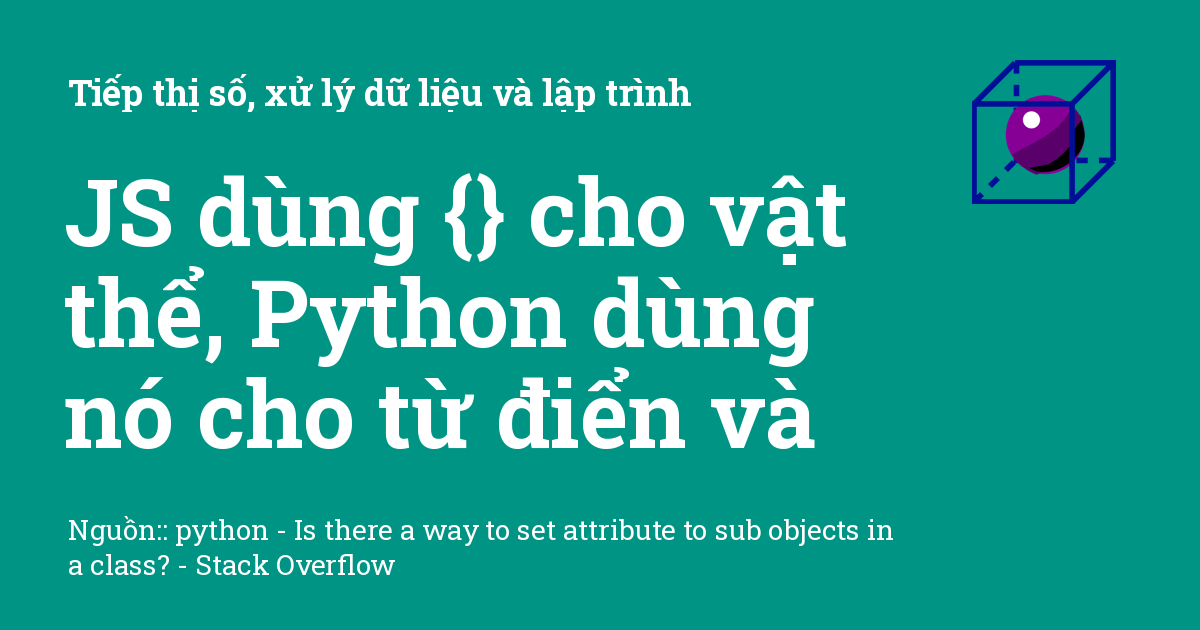 Tiếp thị số, xử lý dữ liệu và lập trình
JS dùng {} cho vật
thể, Python dùng
nó cho từ điển và
Nguồn:: python - Is there a way to set attribute to sub objects in
a class? - Stack Overflow